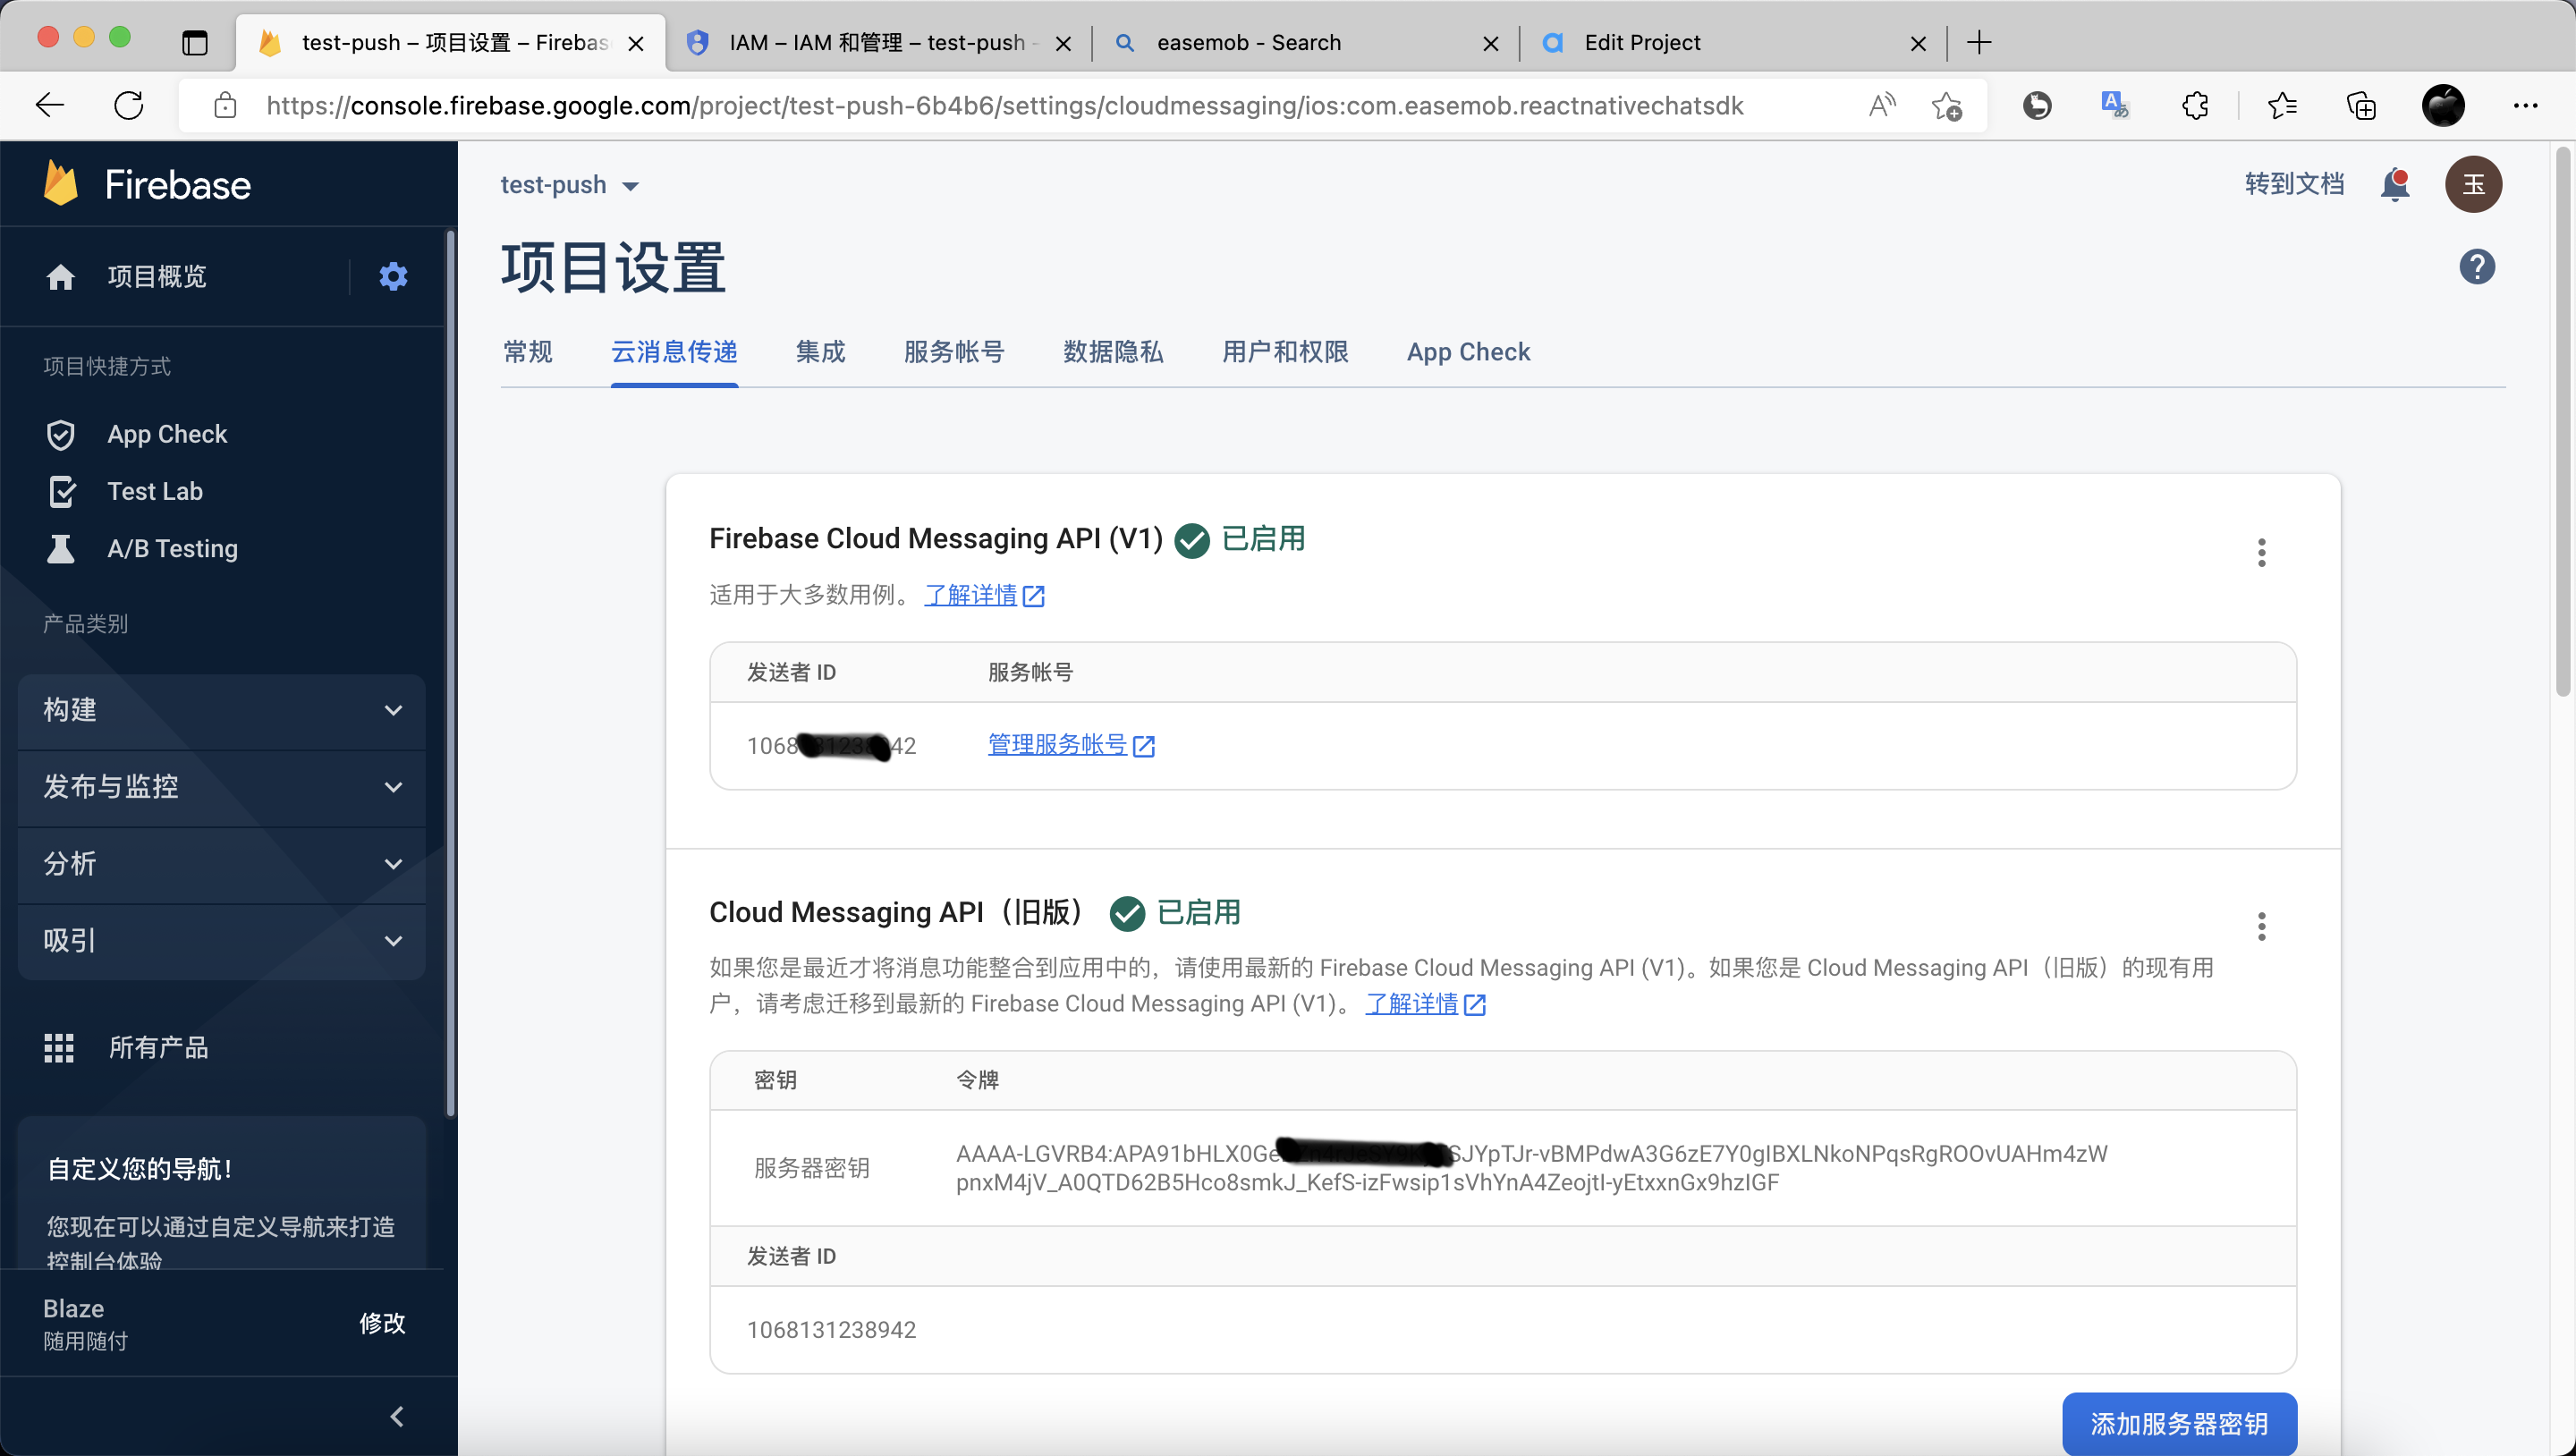 test-push – 项目设置 – Firebas
IAM – IAM 和管理 – test-push -
easemob - Search
Edit Project
https://console.firebase.google.com/project/test-push-6b4b6/settings/cloudmessaging/ios:com.easemob.reactnativechatsdk
Firebase
项目概览
项目快捷方式
App Check
Test Lab
A/B Testing
产品类别
构建
发布与监控
分析
吸引
所有产品
自定义您的导航!
您现在可以通过自定义导航来打造
控制台体验
Blaze
随用随付
修改
test-push
转到文档
玉
项目设置
常规 云消息传递 集成 服务帐号 数据隐私 用户和权限 App Check
Firebase Cloud Messaging API (V1) 已启用
适用于大多数用例。 了解详情
发送者 ID 服务帐号
1068 42 管理服务帐号
Cloud Messaging API（旧版） 已启用
如果您是最近才将消息功能整合到应用中的，请使用最新的 Firebase Cloud Messaging API (V1)。如果您是 Cloud Messaging API（旧版）的现有用
户，请考虑迁移到最新的 Firebase Cloud Messaging API (V1)。 了解详情
密钥 令牌
服务器密钥
AAAA-LGVRB4:APA91bHLX0Ge SJYpTJr-vBMPdwA3G6zE7Y0gIBXLNkoNPqsRgROOvUAHm4zW
pnxM4jV_A0QTD62B5Hco8smkJ_KefS-izFwsip1sVhYnA4ZeojtI-yEtxxnGx9hzIGF
发送者 ID
1068131238942
添加服务器密钥